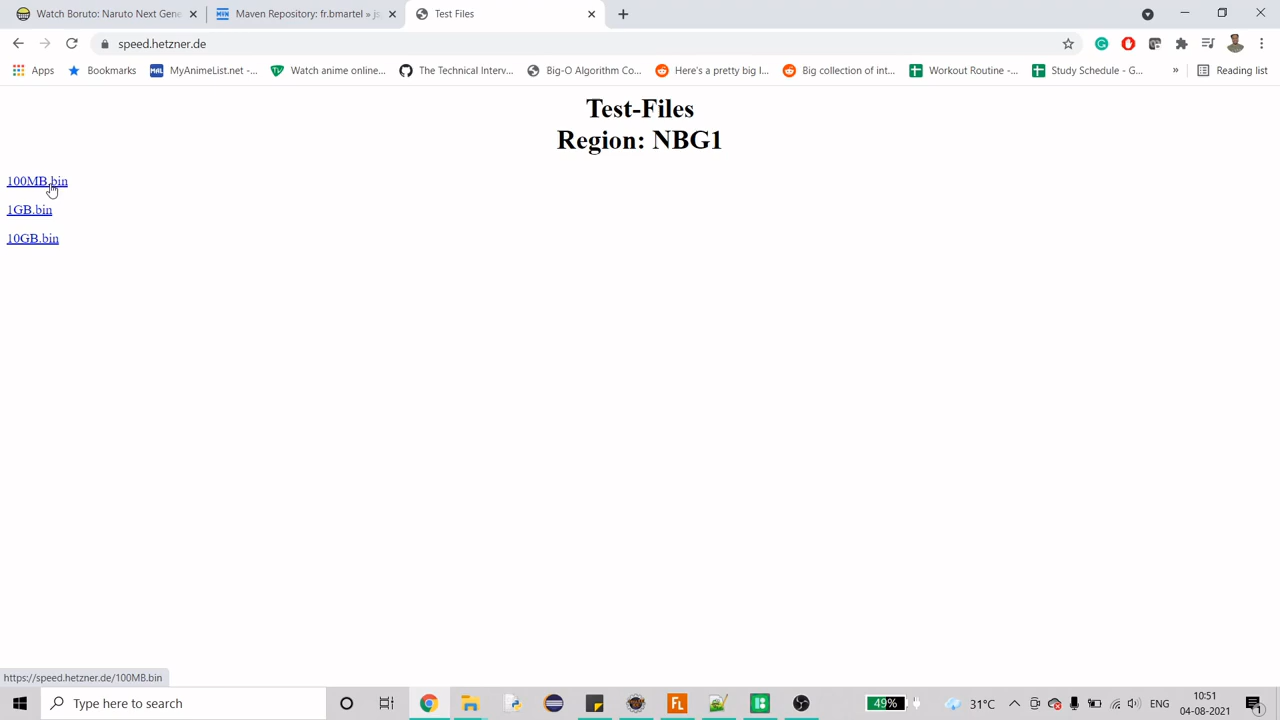 Watch Boruto: Naruto Next Gene
Maven Repository: fr.bmartel » js
Test Files
speed.hetzner.de
Apps
Bookmarks
MyAnimeList.net -...
Watch anime online...
The Technical Interv...
Big-O Algorithm Co...
Here's a pretty big l...
Big collection of int...
Workout Routine -...
Study Schedule - G...
»
Reading list
Test-Files
Region: NBG1
100MB.bin
1GB.bin
10GB.bin
https://speed.hetzner.de/100MB.bin
Type here to search
49%
31°C
ENG
10:51
04-08-2021